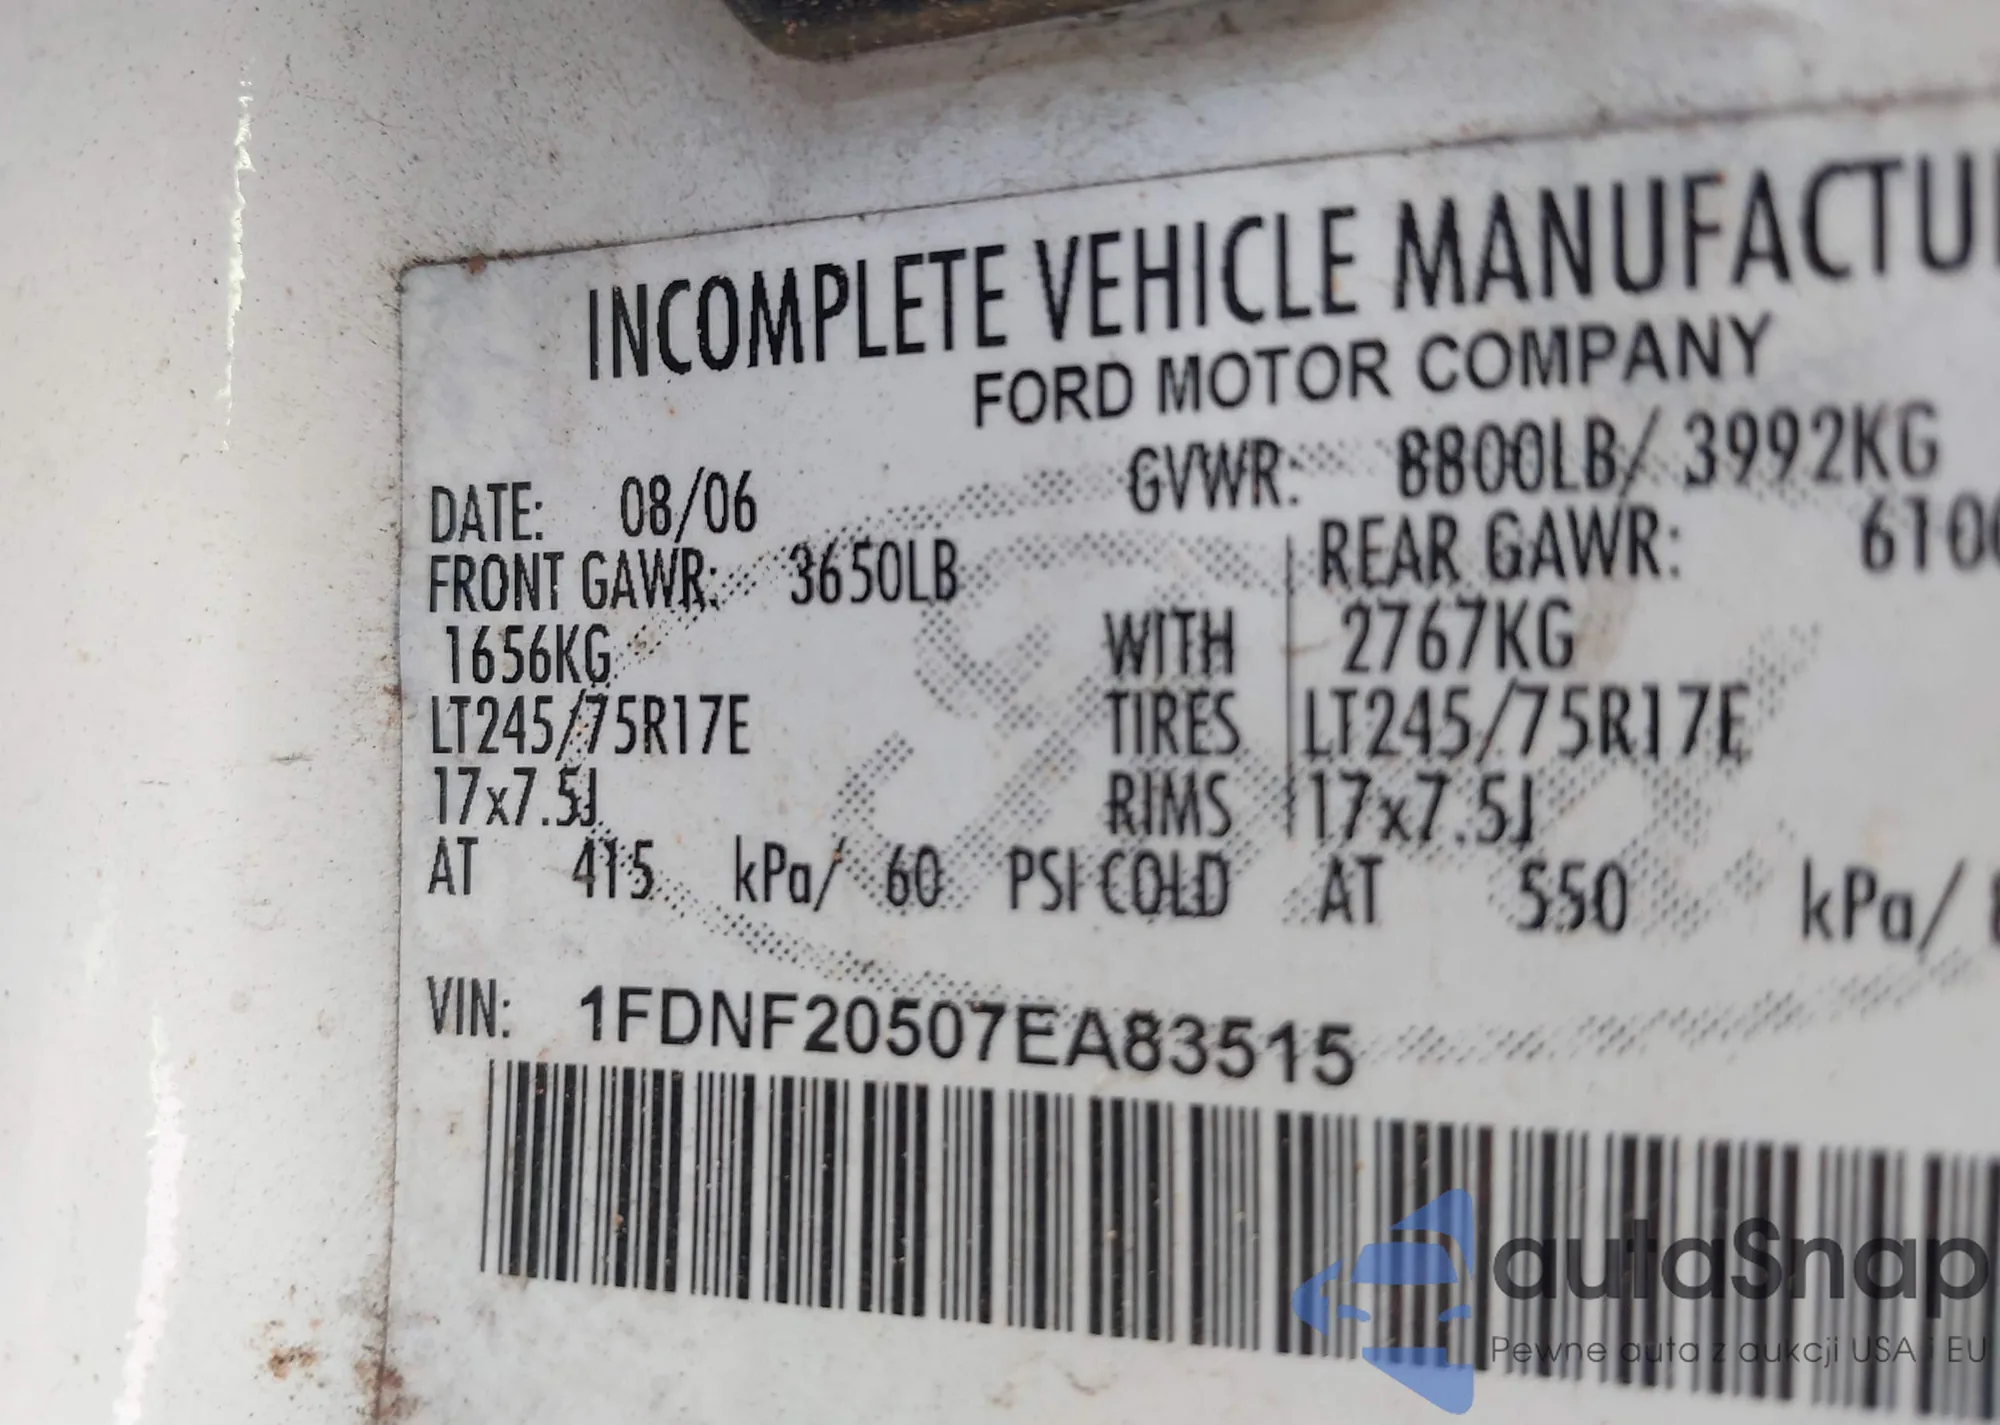 INCOMPLETE VEHICLE MANUFACTU
FORD MOTOR COMPANY
DATE: 08/06 GVWR: 8800LB/ 3992KG
FRONT GAWR: 3650LB REAR GAWR: 6100
1656KG WITH 2767KG
LT245/75R17E TIRES LT245/75R17E
17x7.5J RIMS 17x7.5J
AT 415 kPa/ 60 PSI COLD AT 550 kPa/
VIN: 1FDNF20507EA83515
autaSnap
Pewne auta z aukcji USA i EU